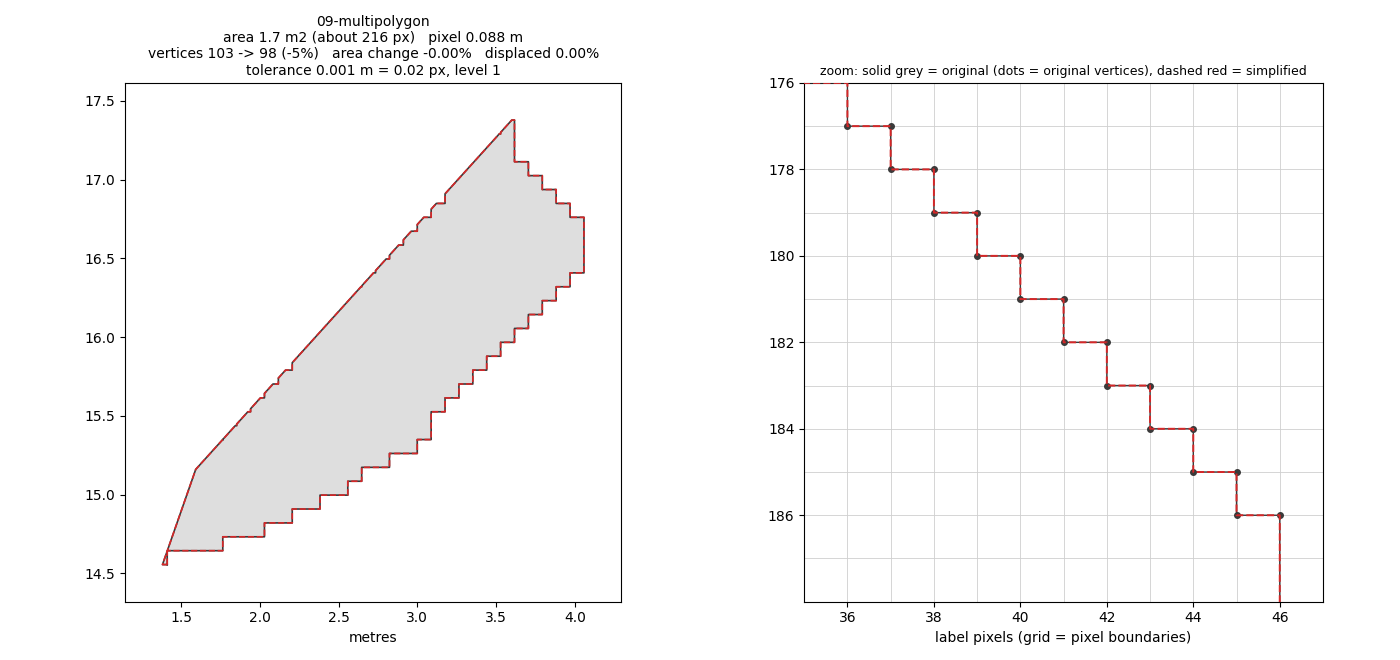 09-multipolygon
area 1.7 m2 (about 216 px)   pixel 0.088 m
vertices 103 -> 98 (-5%)   area change -0.00%   displaced 0.00%
tolerance 0.001 m = 0.02 px, level 1
17.5
17.0
16.5
16.0
15.5
15.0
14.5
1.5 2.0 2.5 3.0 3.5 4.0
metres
zoom: solid grey = original (dots = original vertices), dashed red = simplified
176
178
180
182
184
186
36 38 40 42 44 46
label pixels (grid = pixel boundaries)